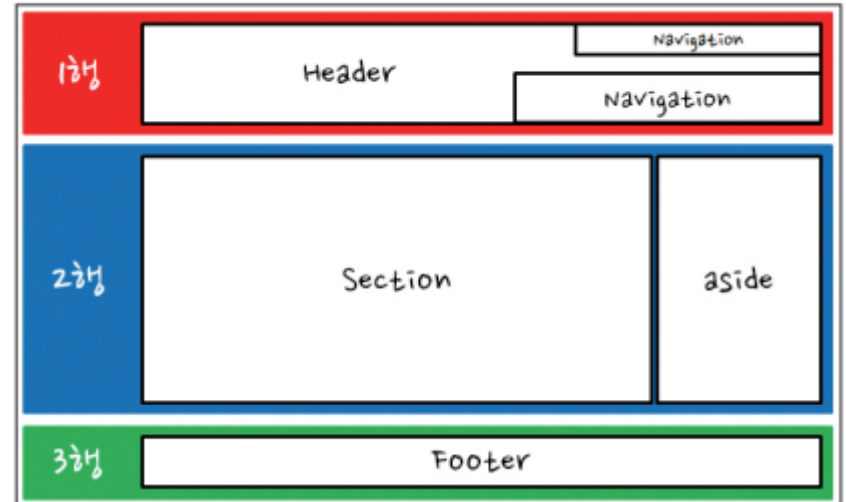 1행
Header
Navigation
Navigation
2행
Section
aside
3행
Footer